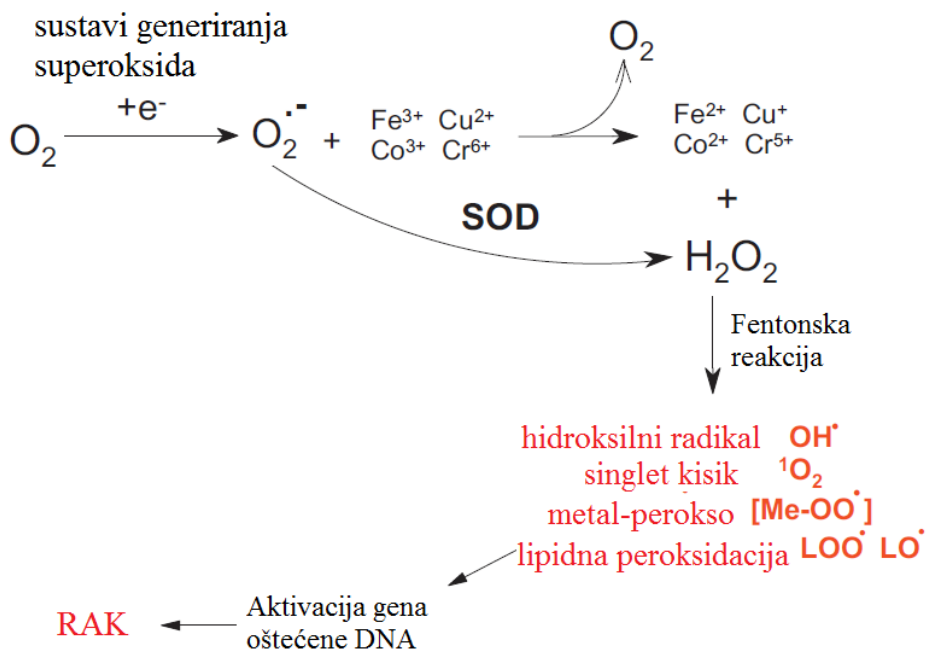 sustavi generiranja
superoksida
O₂
+e⁻
O₂
O₂•⁻ + Fe³⁺ Cu²⁺
Co³⁺ Cr⁶⁺
Fe²⁺ Cu⁺
Co²⁺ Cr⁵⁺
+
SOD
H₂O₂
Fentonska
reakcija
hidroksilni radikal OH•
singlet kisik ¹O₂
metal-perokso [Me-OO•]
lipidna peroksidacija LOO• LO•
Aktivacija gena
oštećene DNA
RAK